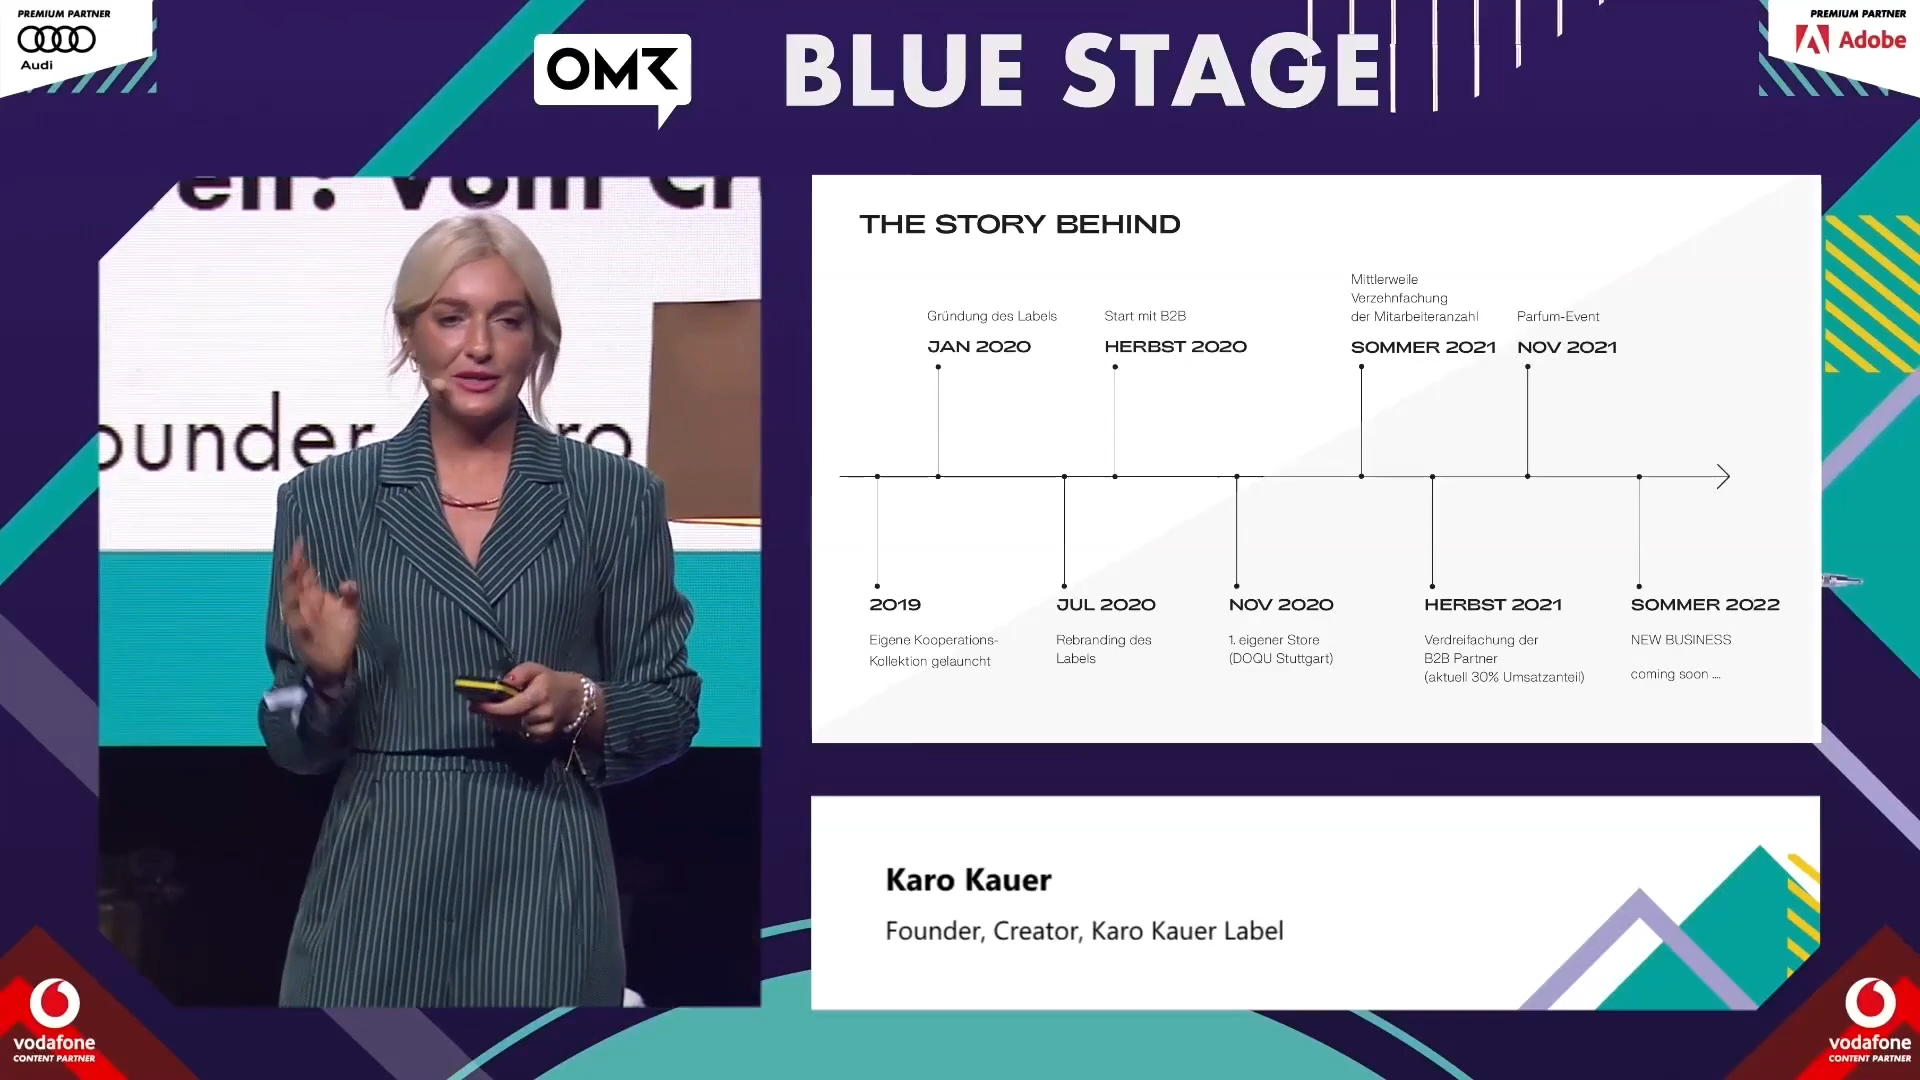 PREMIUM PARTNER
Audi
OMR
BLUE STAGE
PREMIUM PARTNER
Adobe
ounder
ro
THE STORY BEHIND
Gründung des Labels
JAN 2020
Start mit B2B
HERBST 2020
Mittlerweile
Verzehnfachung
der Mitarbeiteranzahl
SOMMER 2021
Parfum-Event
NOV 2021
2019
Eigene Kooperations-
Kollektion gelauncht
JUL 2020
Rebranding des
Labels
NOV 2020
1. eigener Store
(DOQU Stuttgart)
HERBST 2021
Verdreifachung der
B2B Partner
(aktuell 30% Umsatzanteil)
SOMMER 2022
NEW BUSINESS
coming soon ....
Karo Kauer
Founder, Creator, Karo Kauer Label
vodafone
CONTENT PARTNER
vodafone
CONTENT PARTNER